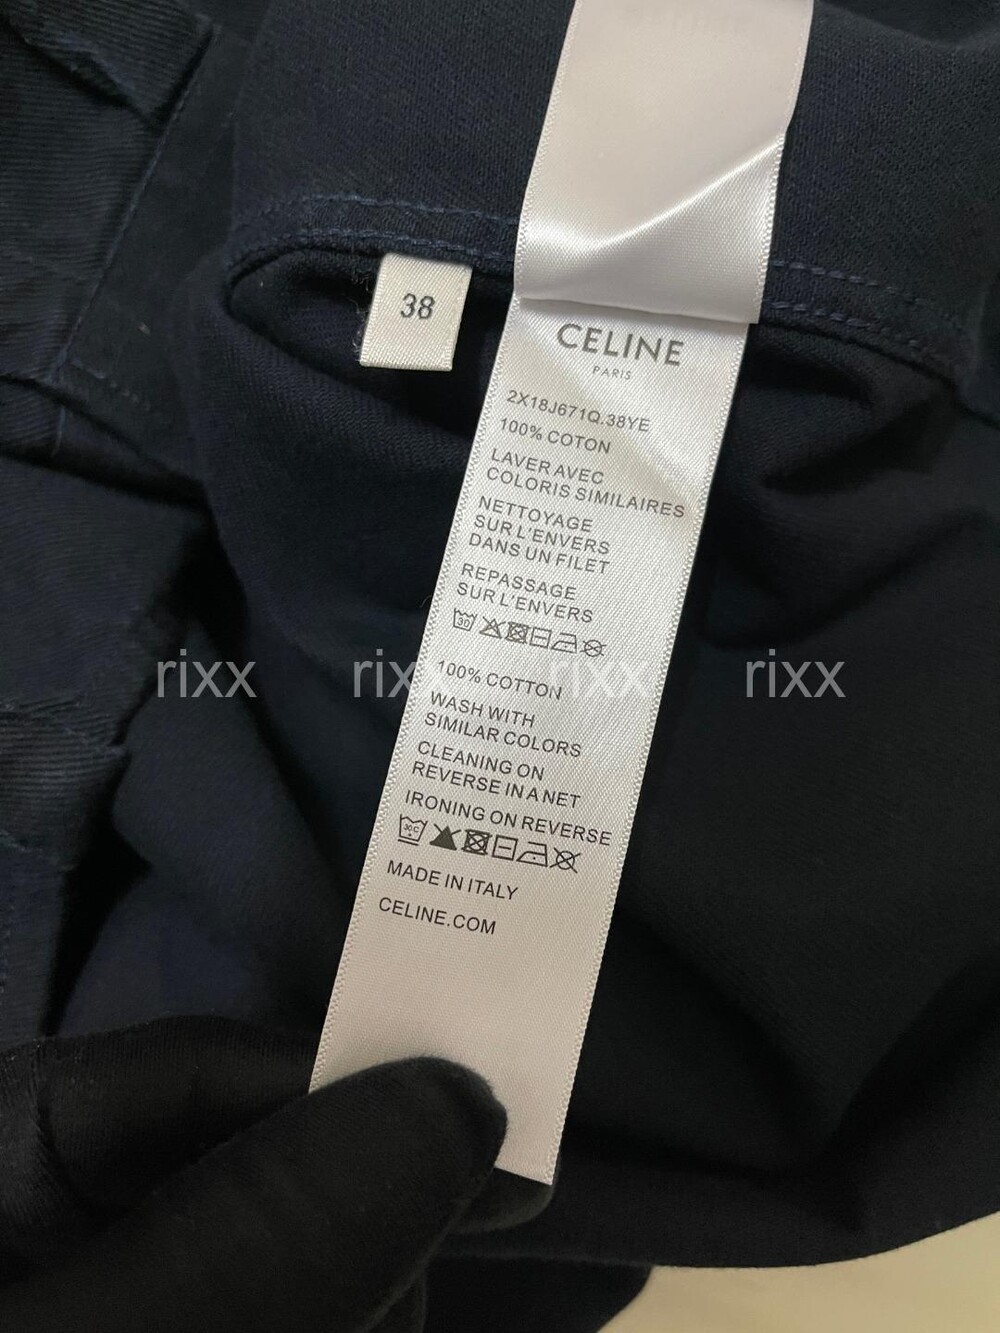 38
CELINE
PARIS
2X18J671Q.38YE
100% COTON
LAVER AVEC
COLORIS SIMILAIRES
NETTOYAGE
SUR L'ENVERS
DANS UN FILET
REPASSAGE
SUR L'ENVERS
30
rixx rixx rixx rixx
100% COTTON
WASH WITH
SIMILAR COLORS
CLEANING ON
REVERSE IN A NET
IRONING ON REVERSE
30C
MADE IN ITALY
CELINE.COM